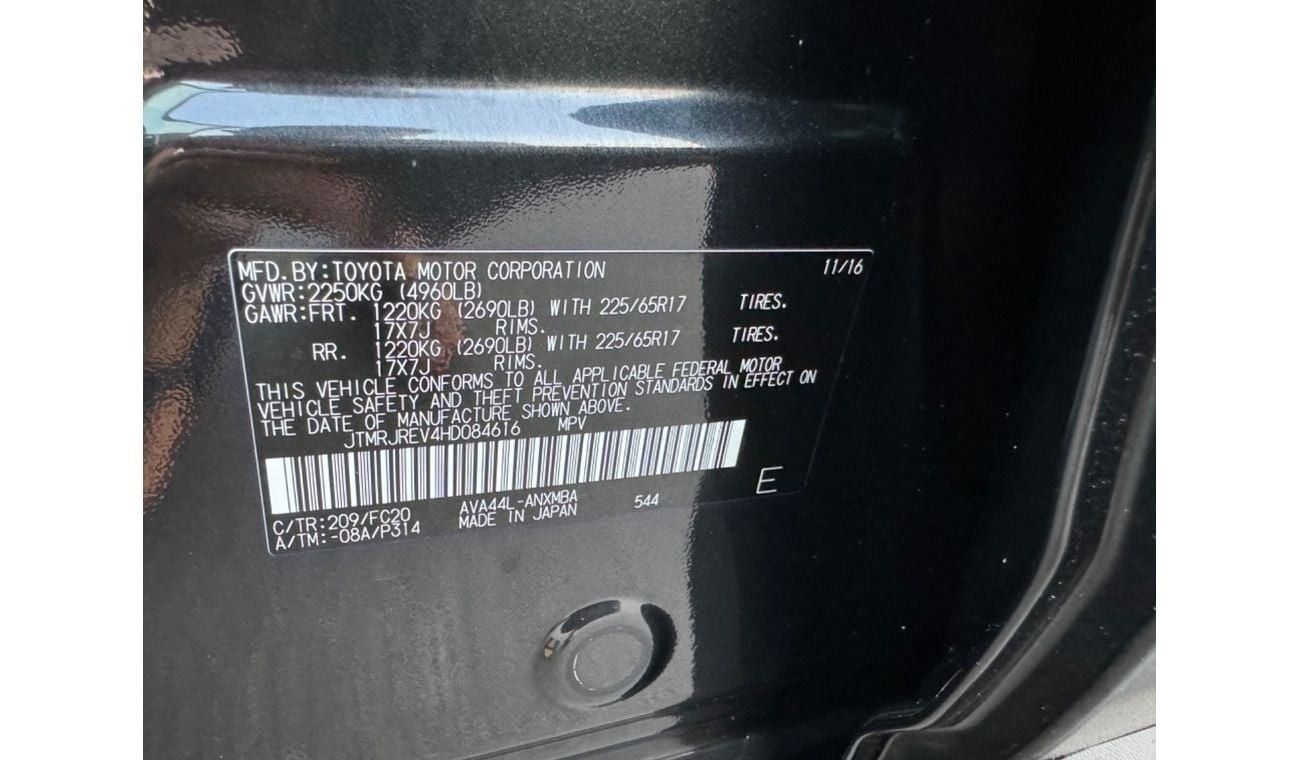 MFD.BY:TOYOTA MOTOR CORPORATION 11/16
GVWR:2250KG (4960LB)
GAWR:FRT. 1220KG (2690LB) WITH 225/65R17 TIRES.
17X7J RIMS.
RR. 1220KG (2690LB) WITH 225/65R17 TIRES.
17X7J RIMS.
THIS VEHICLE CONFORMS TO ALL APPLICABLE FEDERAL MOTOR
VEHICLE SAFETY AND THEFT PREVENTION STANDARDS IN EFFECT ON
THE DATE OF MANUFACTURE SHOWN ABOVE.
JTMRJREV4HD084616 MPV
E
C/TR:209/FC20 AVA44L-ANXMBA 544
A/TM:-08A/P314 MADE IN JAPAN